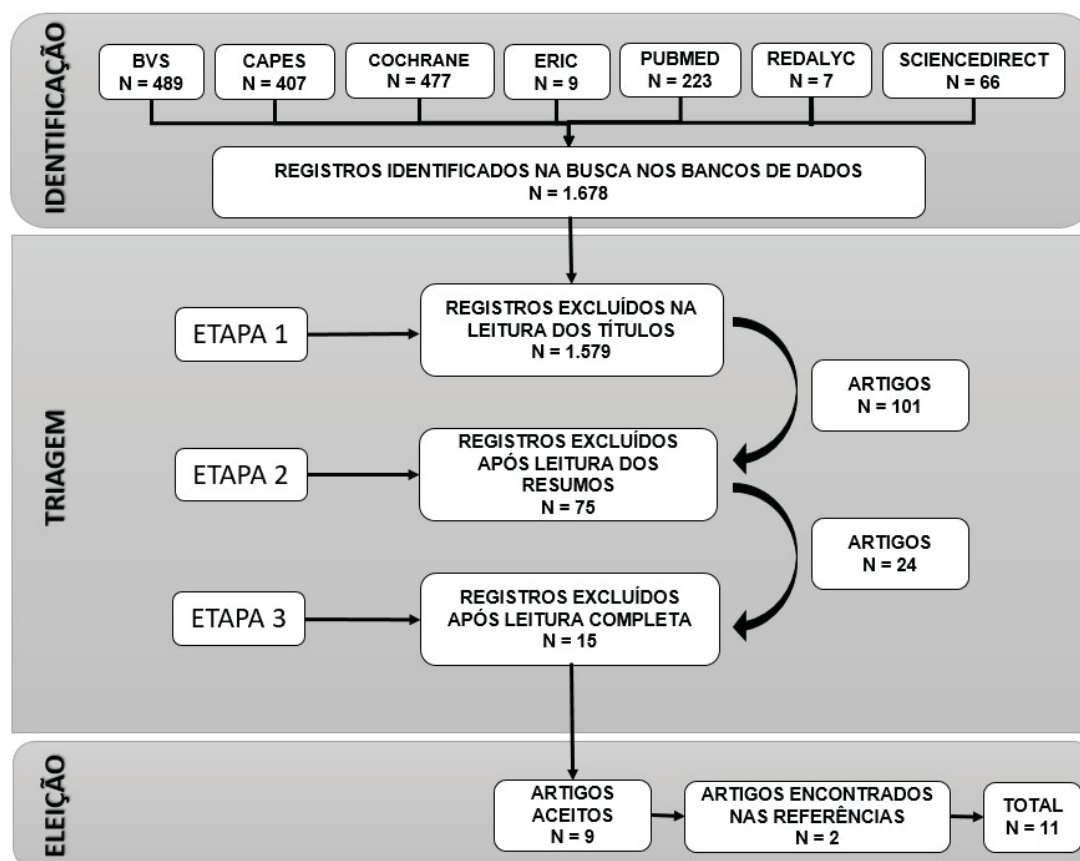 IDENTIFICAÇÃO
BVS
N = 489
CAPES
N = 407
COCHRANE
N = 477
ERIC
N = 9
PUBMED
N = 223
REDALYC
N = 7
SCIENCEDIRECT
N = 66
REGISTROS IDENTIFICADOS NA BUSCA NOS BANCOS DE DADOS
N = 1.678
TRIAGEM
ETAPA 1
REGISTROS EXCLUÍDOS NA
LEITURA DOS TÍTULOS
N = 1.579
ARTIGOS
N = 101
ETAPA 2
REGISTROS EXCLUÍDOS
APÓS LEITURA DOS
RESUMOS
N = 75
ARTIGOS
N = 24
ETAPA 3
REGISTROS EXCLUÍDOS
APÓS LEITURA COMPLETA
N = 15
ELEIÇÃO
ARTIGOS
ACEITOS
N = 9
ARTIGOS ENCONTRADOS
NAS REFERÊNCIAS
N = 2
TOTAL
N = 11